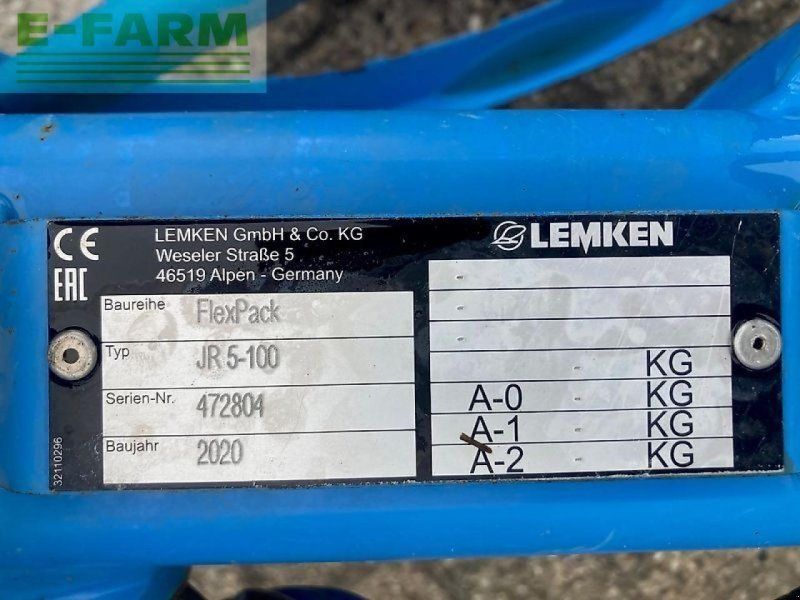 E-FARM
CE
LEMKEN GmbH & Co. KG
Weseler Straße 5
46519 Alpen - Germany
LEMKEN
EAC
Baureihe FlexPack
Typ JR 5-100
Serien-Nr. 472804
Baujahr 2020
-
-
- KG
A-0 - KG
A-1 - KG
A-2 - KG
32110296